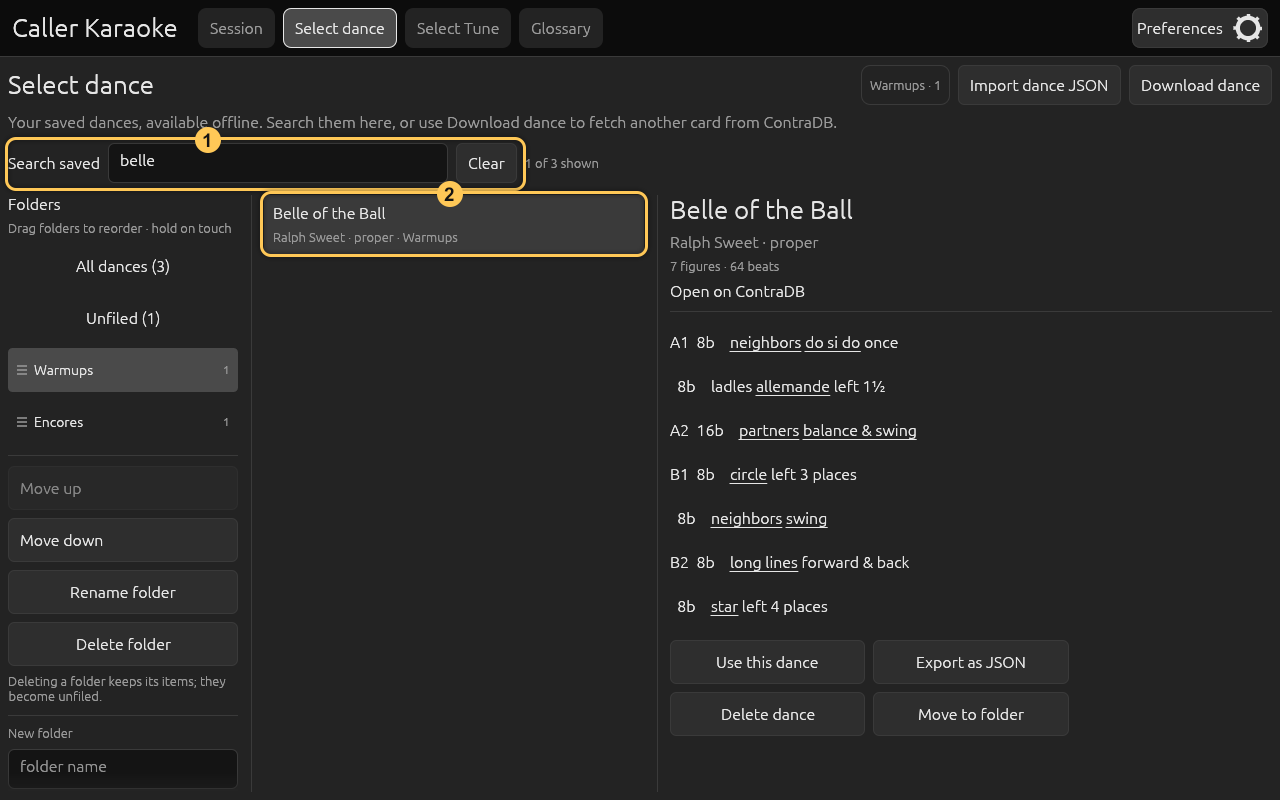 Caller Karaoke Session Select dance Select Tune Glossary Preferences
Select dance Warmups · 1 Import dance JSON Download dance
Your saved dances, available offline. Search them here, or use Download dance to fetch another card from ContraDB.
1
Search saved belle Clear 1 of 3 shown
2
Folders
Drag folders to reorder · hold on touch
All dances (3)
Unfiled (1)
Warmups 1
Encores 1
Move up
Move down
Rename folder
Delete folder
Deleting a folder keeps its items; they
become unfiled.
New folder
folder name
Belle of the Ball
Ralph Sweet · proper · Warmups
Belle of the Ball
Ralph Sweet · proper
7 figures · 64 beats
Open on ContraDB
A1 8b neighbors do si do once
8b ladles allemande left 1½
A2 16b partners balance & swing
B1 8b circle left 3 places
8b neighbors swing
B2 8b long lines forward & back
8b star left 4 places
Use this dance Export as JSON
Delete dance Move to folder